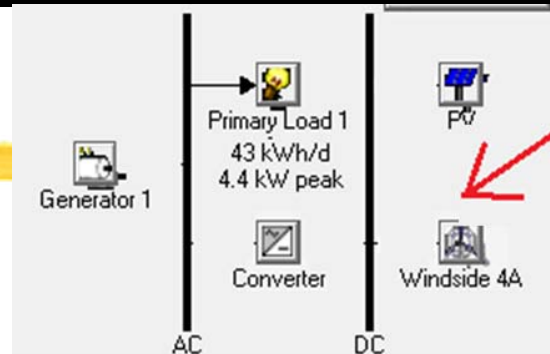 Primary Load 1
43 kWh/d
4.4 kW peak
PV
Generator 1
Converter
Windside 4A
AC
DC